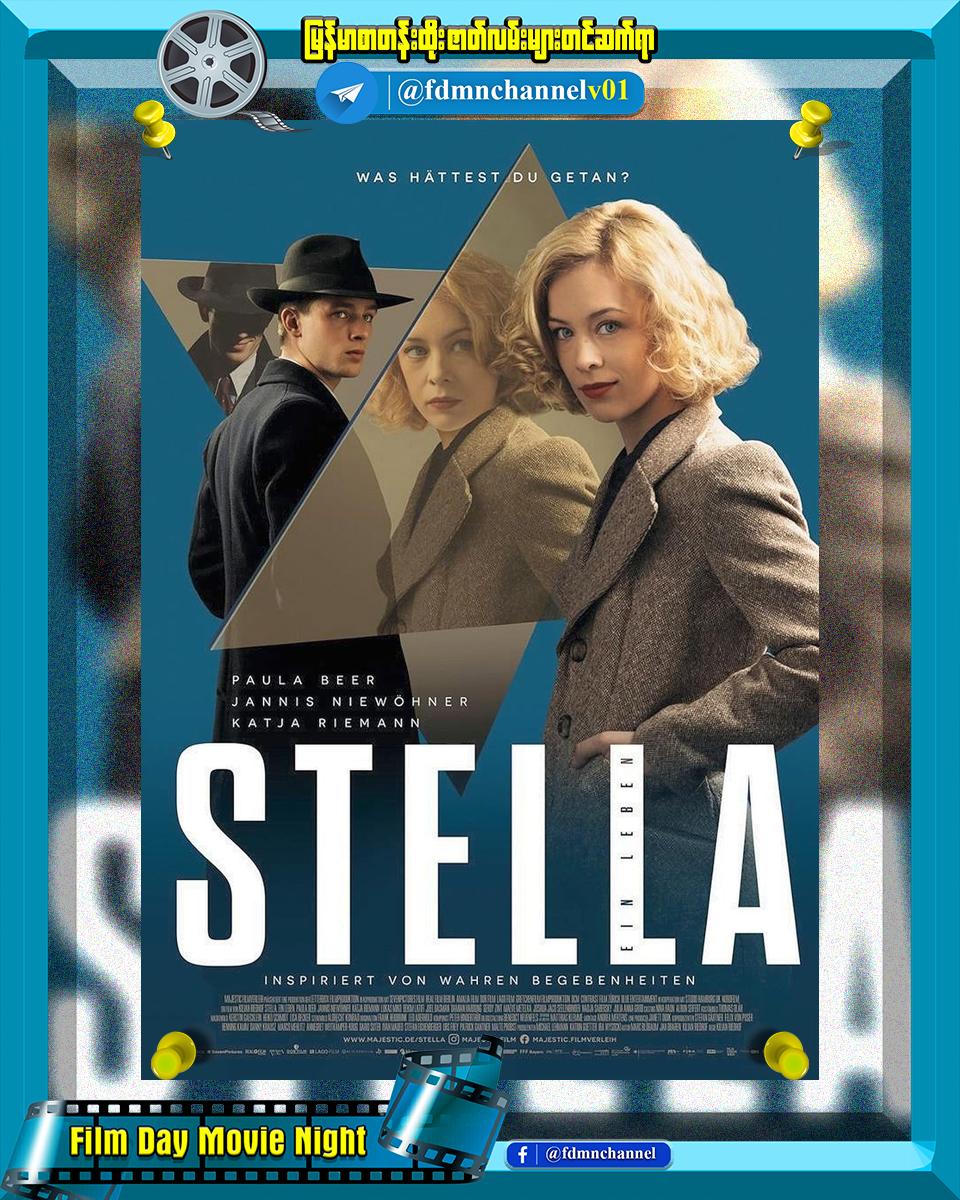 မြန်မာစာတန်းထိုးဇာတ်လမ်းများတင်ဆက်ရာ
@fdmnchannelv01
WAS HÄTTEST DU GETAN?
PAULA BEER
JANNIS NIEWÖHNER
KATJA RIEMANN
STELLA
EIN LEBEN
INSPIRIERT VON WAHREN BEGEBENHEITEN
WWW.MAJESTIC.DE/STELLA
MAJESTIC.FILMVERLEIH
Film Day Movie Night
@fdmnchannel